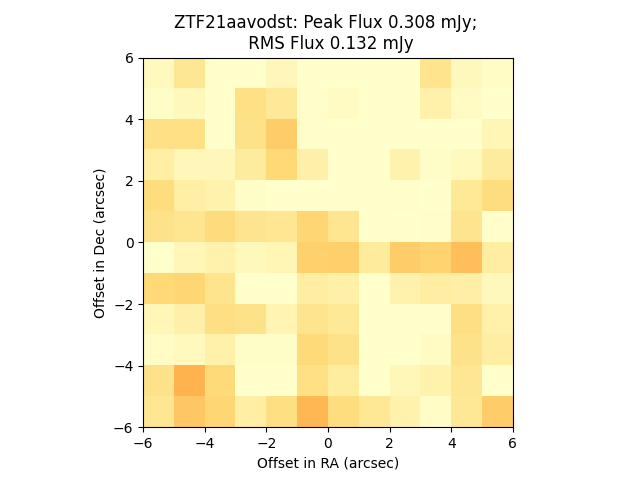 ZTF21aavodst: Peak Flux 0.308 mJy;
RMS Flux 0.132 mJy
6
4
2
0
−2
−4
−6
Offset in Dec (arcsec)
−6 −4 −2 0 2 4 6
Offset in RA (arcsec)